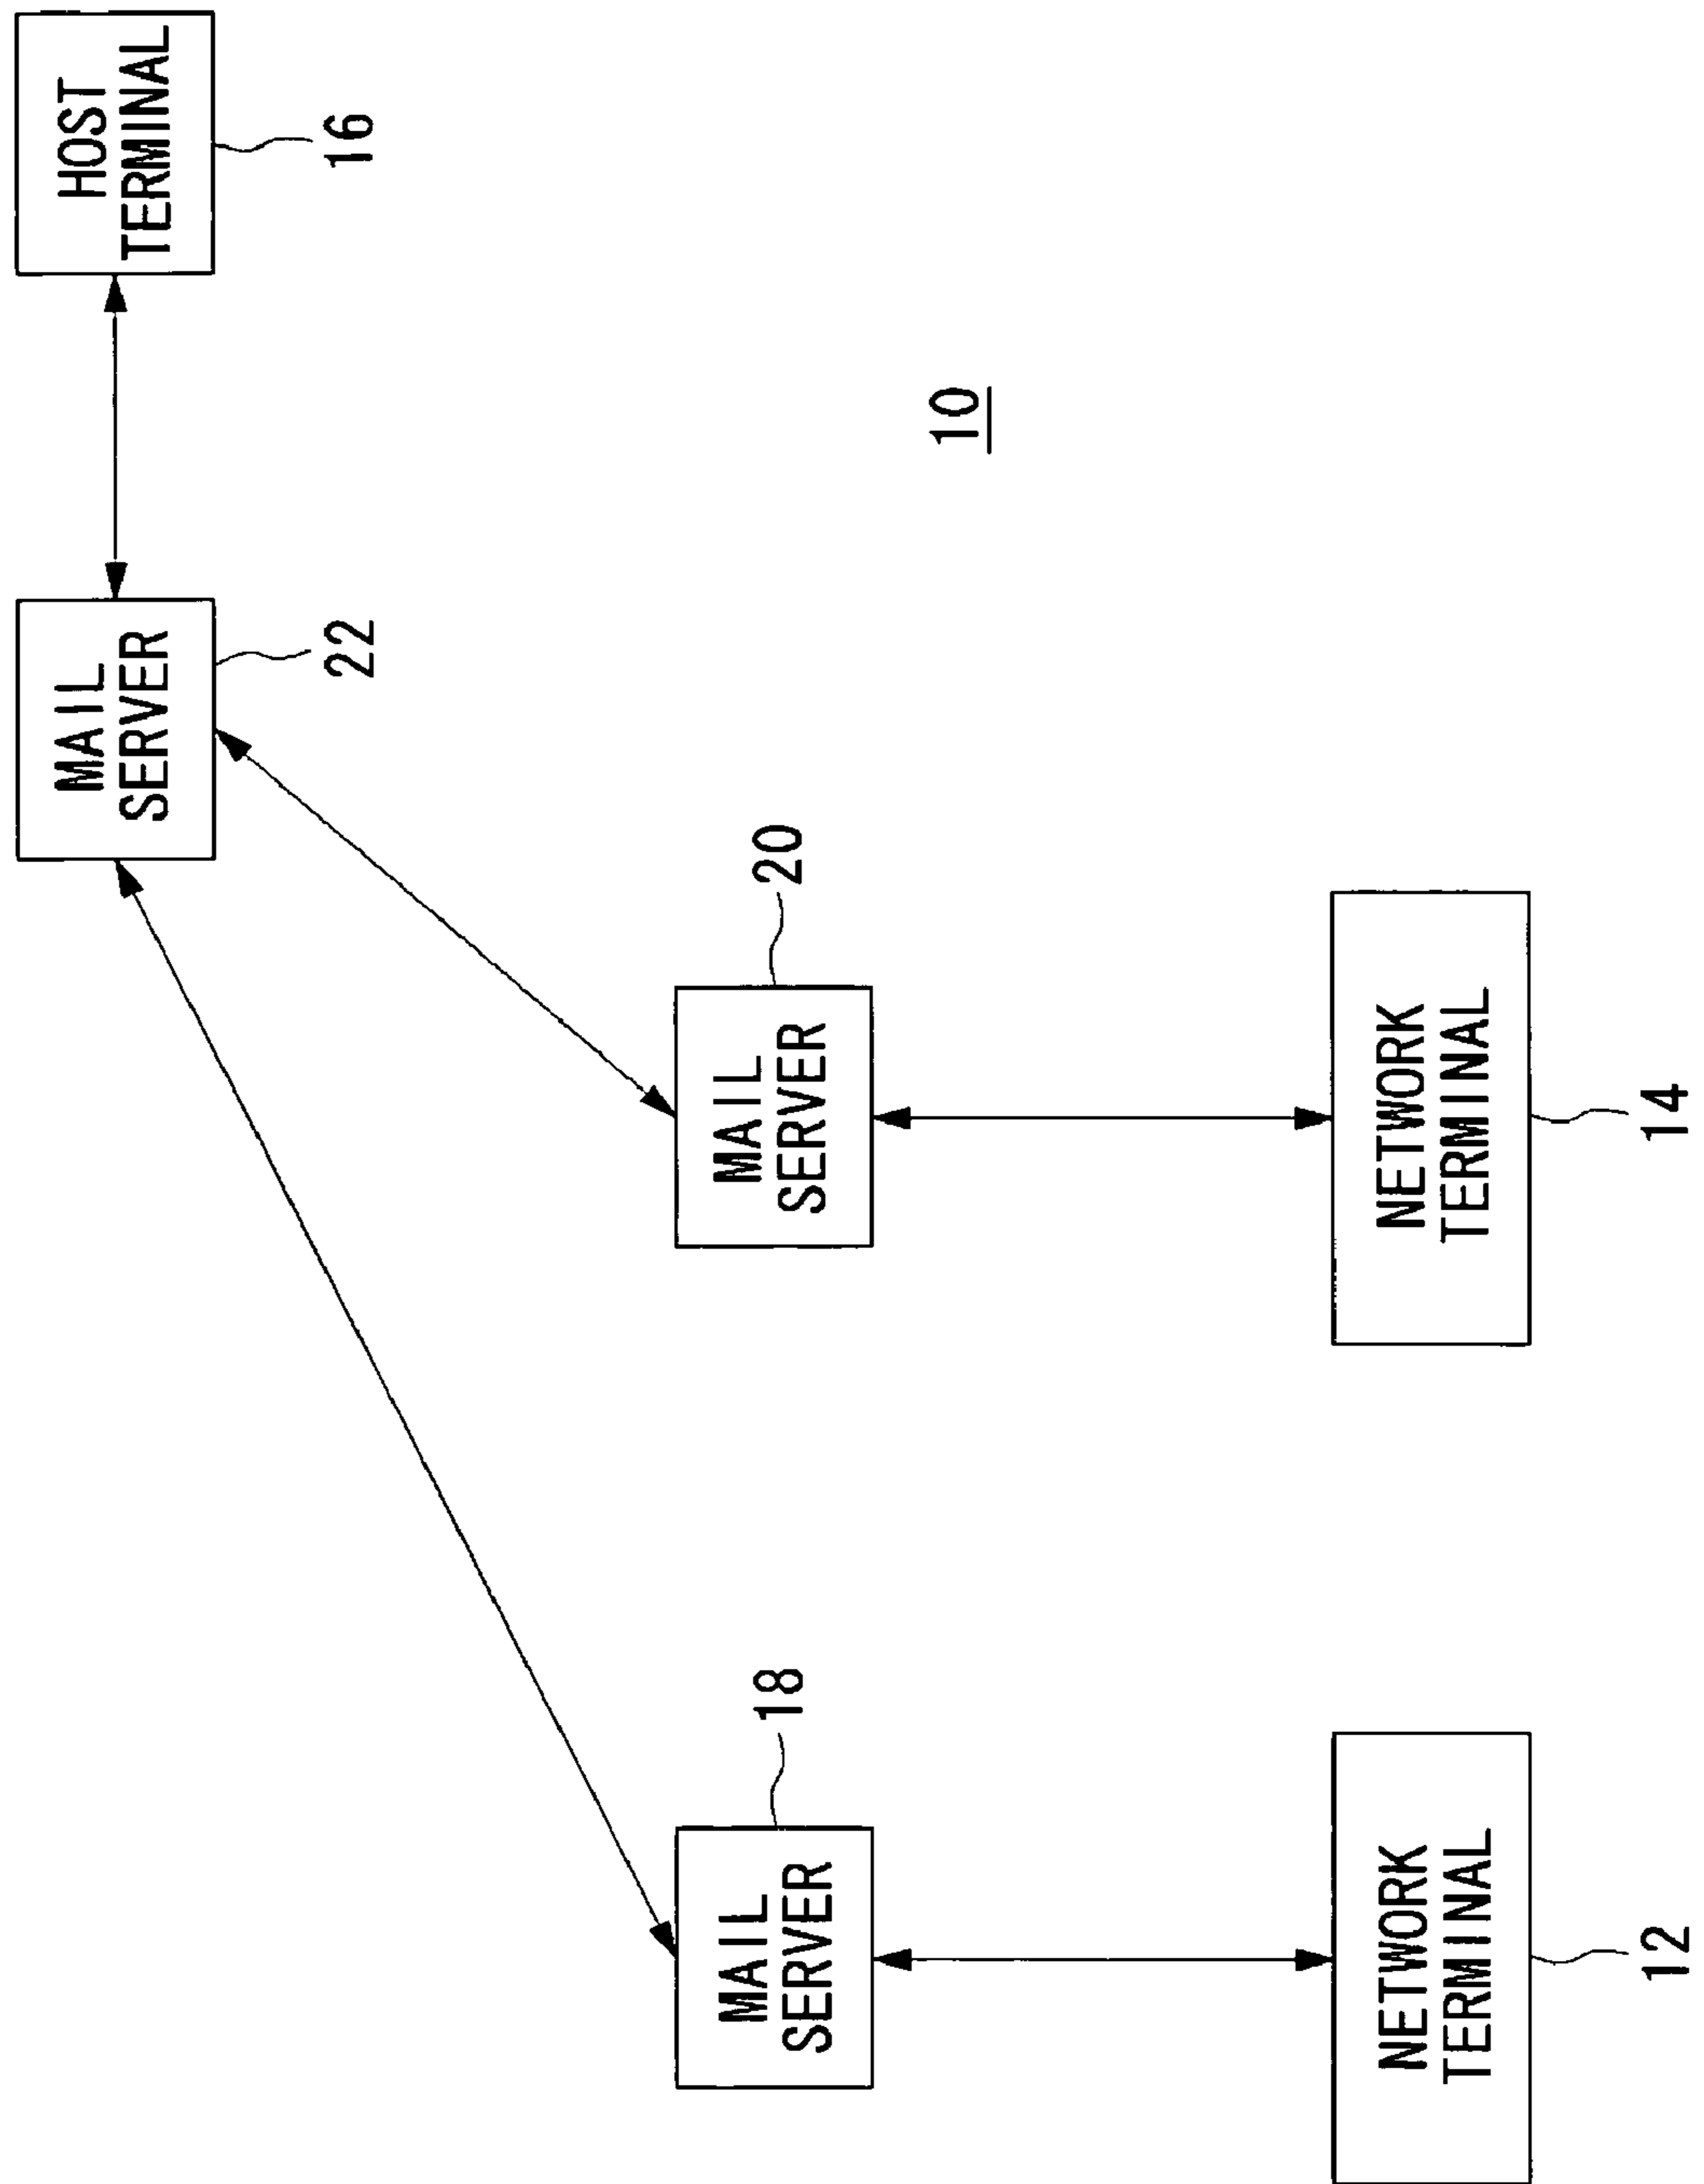 HOST
TERMINAL
16
MAIL
SERVER
22
10
MAIL
SERVER
20
MAIL
SERVER
18
NETWORK
TERMINAL
14
NETWORK
TERMINAL
12